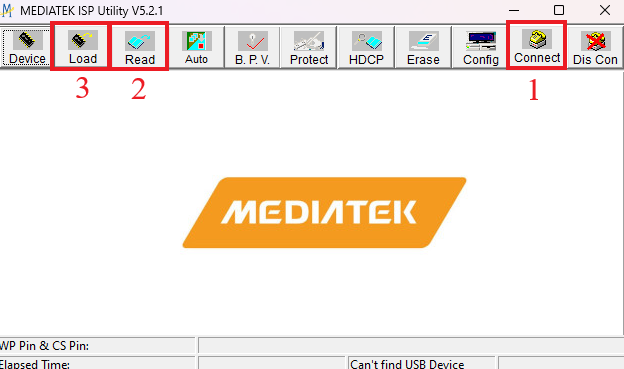 MEDIATEK ISP Utility V5.2.1
Device Load Read Auto B. P. V. Protect HDCP Erase Config Connect Dis Con
3 2 1
MEDIATEK
WP Pin & CS Pin:
Elapsed Time: Can't find USB Device